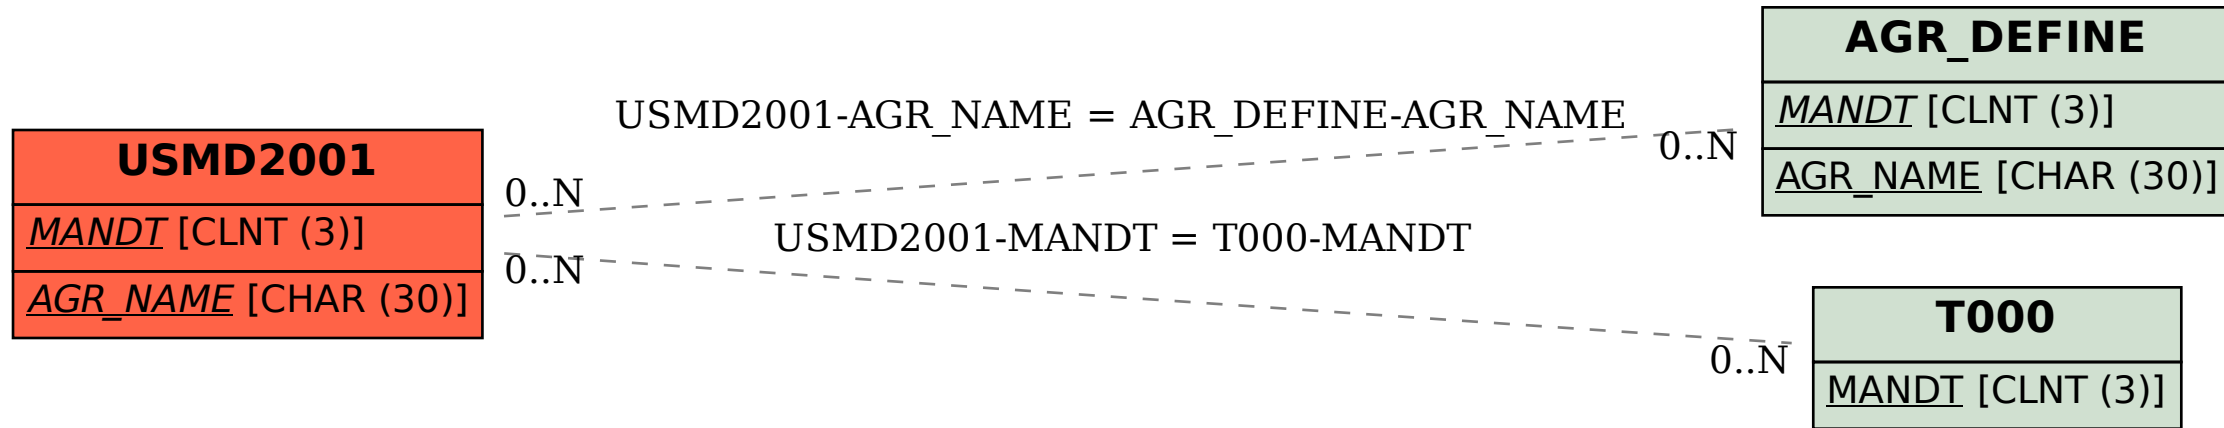 USMD2001
MANDT [CLNT (3)]
AGR_NAME [CHAR (30)]
USMD2001-AGR_NAME = AGR_DEFINE-AGR_NAME
0..N
0..N
USMD2001-MANDT = T000-MANDT
0..N
0..N
AGR_DEFINE
MANDT [CLNT (3)]
AGR_NAME [CHAR (30)]
T000
MANDT [CLNT (3)]